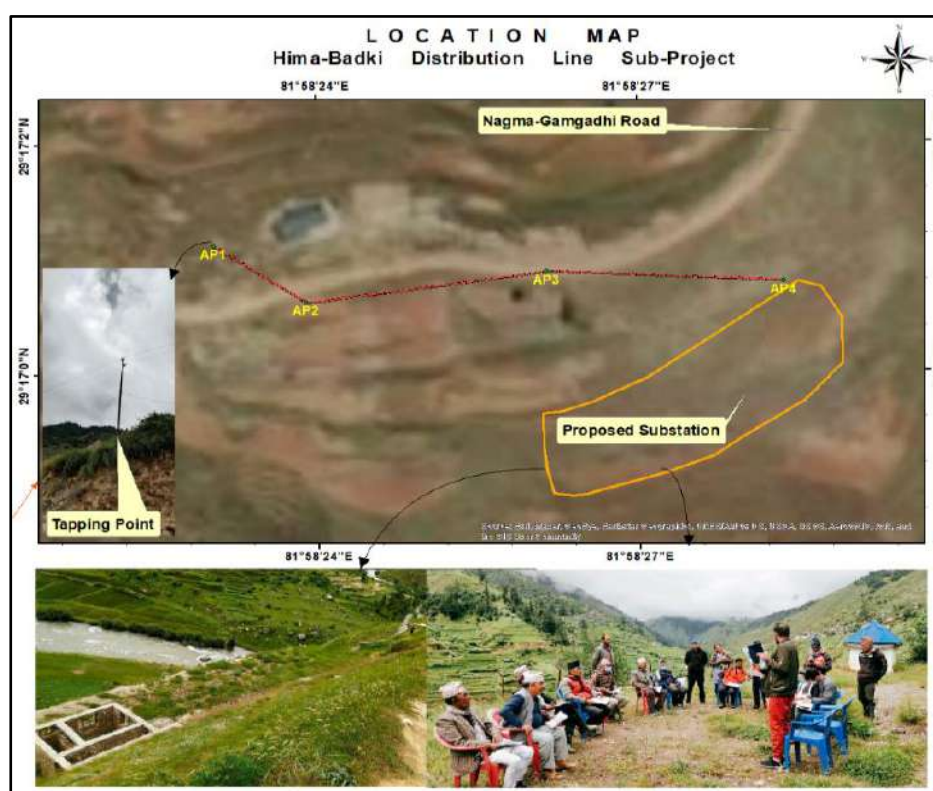 LOCATION MAP
Hima-Badki Distribution Line Sub-Project
81°58'24"E
81°58'27"E
Nagma-Gamgadhi Road
29°17'2"N
AP1
AP2
AP3
AP4
29°17'0"N
Proposed Substation
Tapping Point
81°58'24"E
81°58'27"E